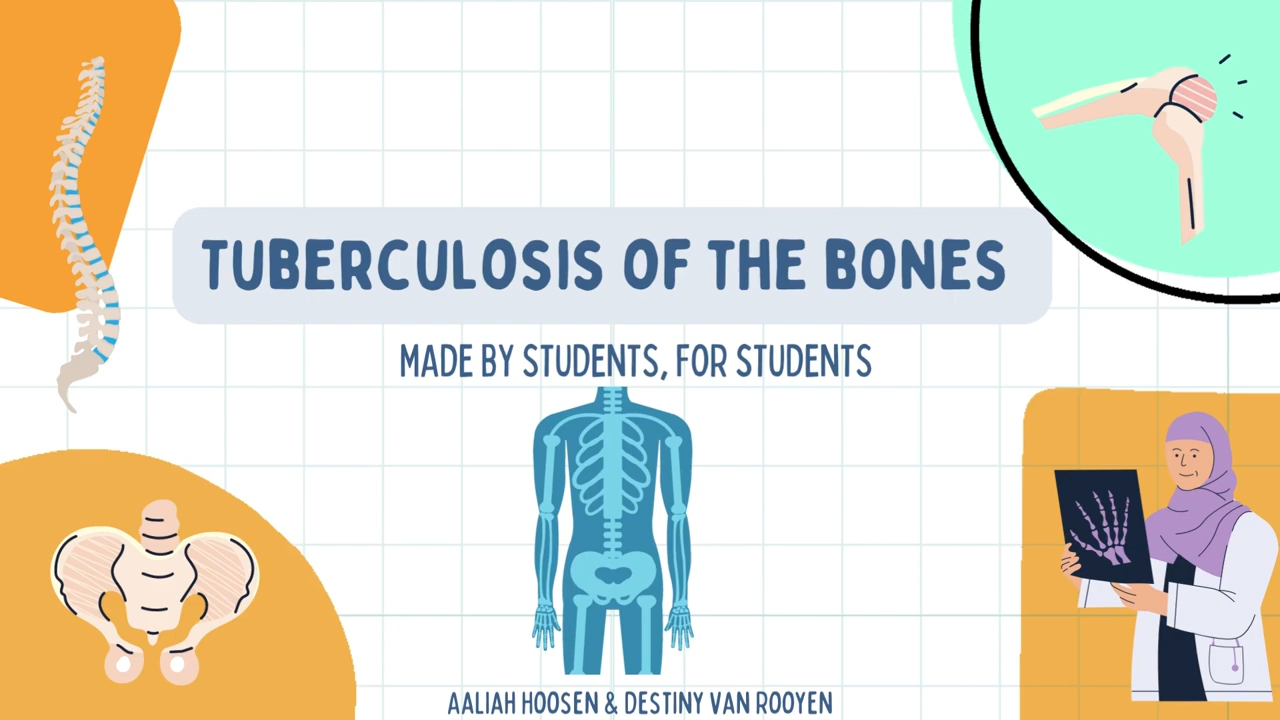 TUBERCULOSIS OF THE BONES
MADE BY STUDENTS, FOR STUDENTS
AALIAH HOOSEN & DESTINY VAN ROOYEN